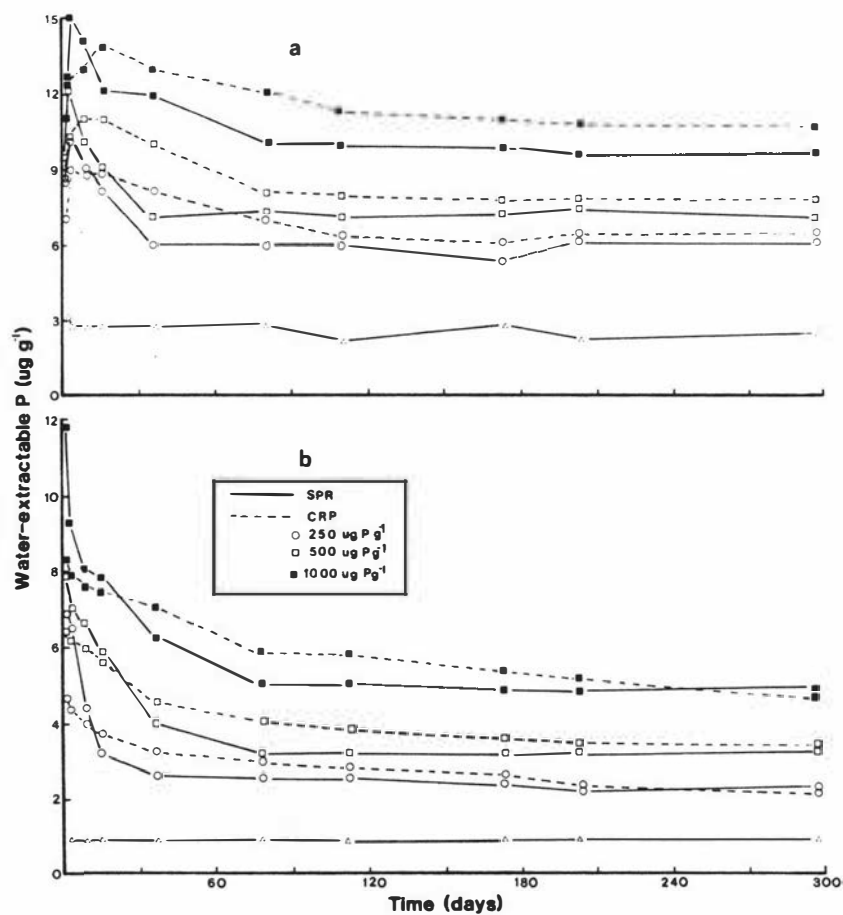 15
a
12
9
6
3
0
Water-extractable P (ug g⁻¹)
12
b
10
SPR
CRP
250 ug P g⁻¹
8
500 ug P g⁻¹
1000 ug P g⁻¹
6
4
2
0
60
120
180
240
300
Time (days)